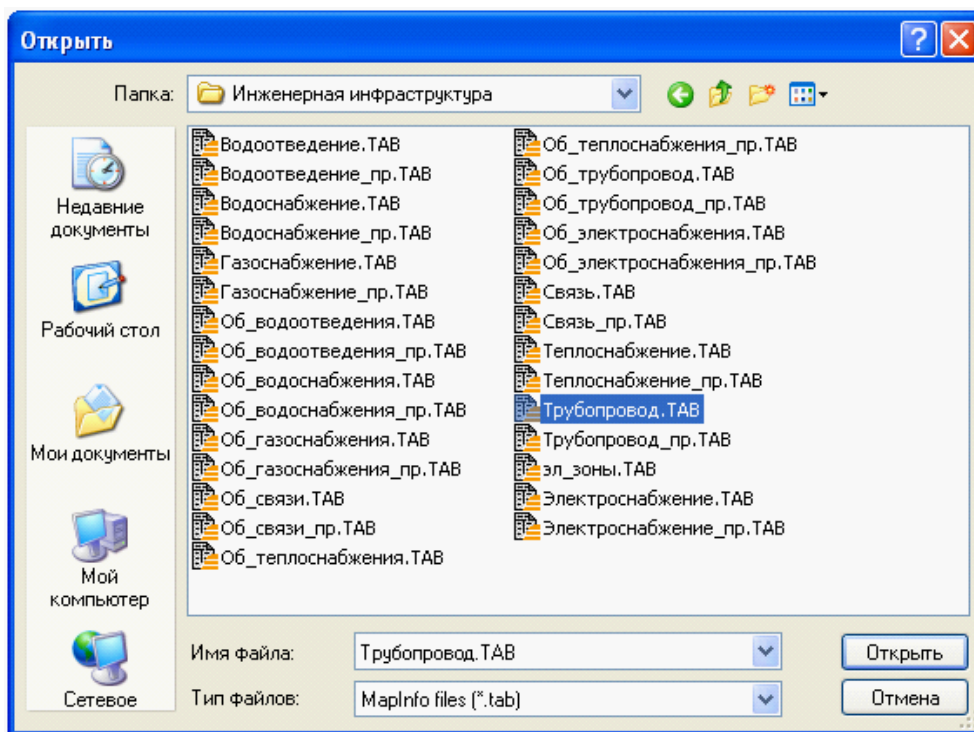 Открыть
Папка:
Инженерная инфраструктура
Недавние
документы
Рабочий стол
Мои документы
Мой
компьютер
Сетевое
Водоотведение.TAB
Водоотведение_пр.TAB
Водоснабжение.TAB
Водоснабжение_пр.TAB
Газоснабжение.TAB
Газоснабжение_пр.TAB
Об_водоотведения.TAB
Об_водоотведения_пр.TAB
Об_водоснабжения.TAB
Об_водоснабжения_пр.TAB
Об_газоснабжения.TAB
Об_газоснабжения_пр.TAB
Об_связи.TAB
Об_связи_пр.TAB
Об_теплоснабжения.TAB
Об_теплоснабжения_пр.TAB
Об_трубопровод.TAB
Об_трубопровод_пр.TAB
Об_электроснабжения.TAB
Об_электроснабжения_пр.TAB
Связь.TAB
Связь_пр.TAB
Теплоснабжение.TAB
Теплоснабжение_пр.TAB
Трубопровод.TAB
Трубопровод_пр.TAB
эл_зоны.TAB
Электроснабжение.TAB
Электроснабжение_пр.TAB
Имя файла:
Трубопровод.TAB
Открыть
Тип файлов:
MapInfo files (*.tab)
Отмена